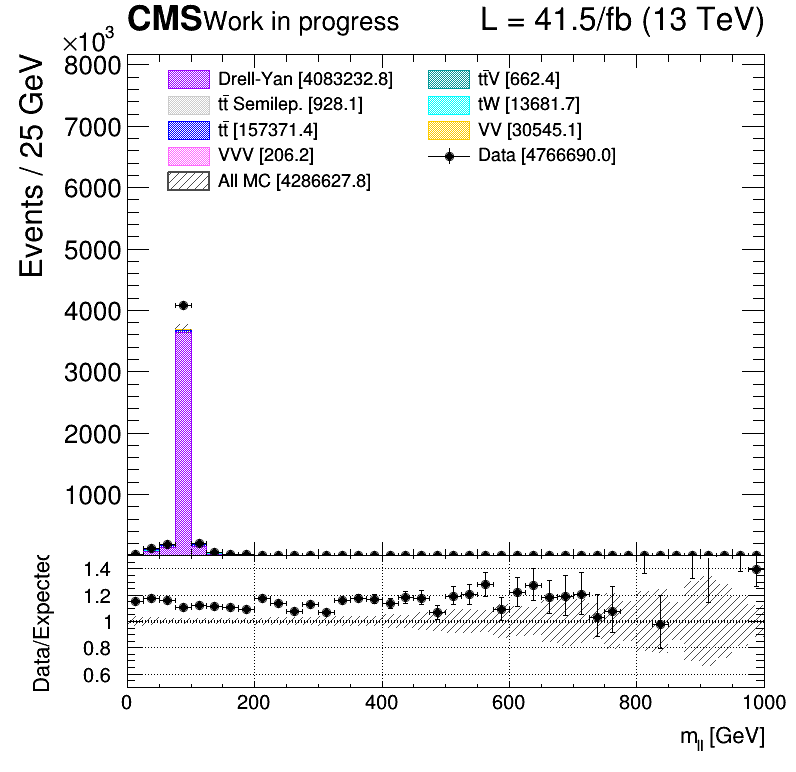 CMS Work in progress L = 41.5/fb (13 TeV)
×10³
Events / 25 GeV
8000
7000
6000
5000
4000
3000
2000
1000
Drell-Yan [4083232.8]
tt̄ Semilep. [928.1]
tt̄ [157371.4]
VVV [206.2]
All MC [4286627.8]
tt̄V [662.4]
tW [13681.7]
VV [30545.1]
Data [4766690.0]
Data/Expected
1.4
1.2
1
0.8
0.6
0 200 400 600 800 1000
m_ll [GeV]